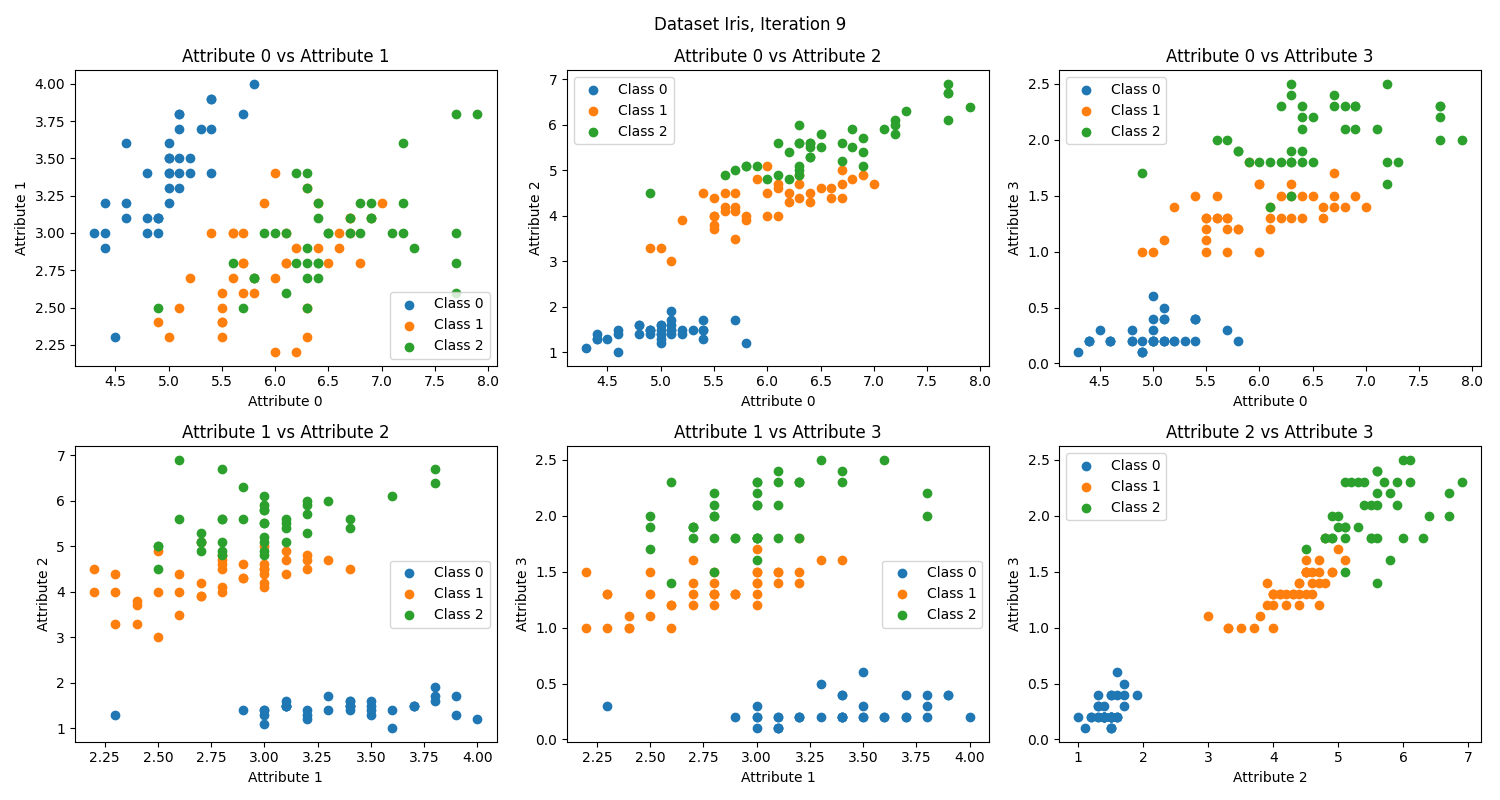 Dataset Iris, Iteration 9
Attribute 0 vs Attribute 1
4.00
3.75
3.50
3.25
3.00
2.75
2.50
2.25
Attribute 1
4.5 5.0 5.5 6.0 6.5 7.0 7.5 8.0
Attribute 0
Class 0
Class 1
Class 2
Attribute 0 vs Attribute 2
7
6
5
4
3
2
1
Attribute 2
4.5 5.0 5.5 6.0 6.5 7.0 7.5 8.0
Attribute 0
Class 0
Class 1
Class 2
Attribute 0 vs Attribute 3
2.5
2.0
1.5
1.0
0.5
0.0
Attribute 3
4.5 5.0 5.5 6.0 6.5 7.0 7.5 8.0
Attribute 0
Class 0
Class 1
Class 2
Attribute 1 vs Attribute 2
7
6
5
4
3
2
1
Attribute 2
2.25 2.50 2.75 3.00 3.25 3.50 3.75 4.00
Attribute 1
Class 0
Class 1
Class 2
Attribute 1 vs Attribute 3
2.5
2.0
1.5
1.0
0.5
0.0
Attribute 3
2.25 2.50 2.75 3.00 3.25 3.50 3.75 4.00
Attribute 1
Class 0
Class 1
Class 2
Attribute 2 vs Attribute 3
2.5
2.0
1.5
1.0
0.5
0.0
Attribute 3
1 2 3 4 5 6 7
Attribute 2
Class 0
Class 1
Class 2